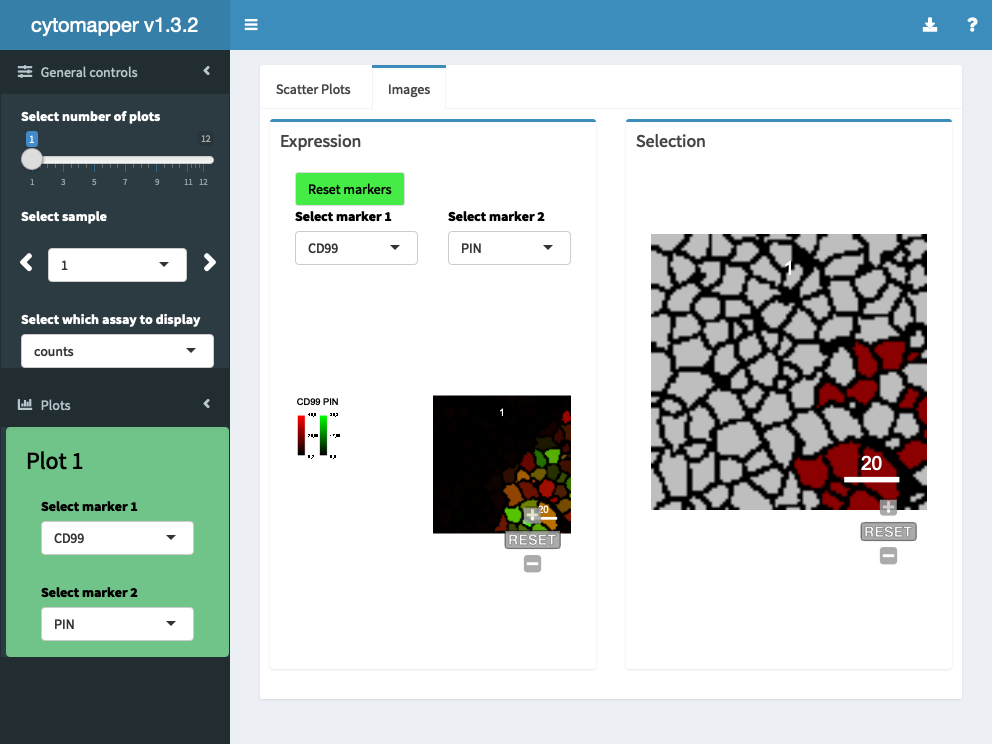 cytomapper v1.3.2
General controls
Select number of plots
1
12
1 3 5 7 9 11 12
Select sample
1
Select which assay to display
counts
Plots
Plot 1
Select marker 1
CD99
Select marker 2
PIN
Scatter Plots
Images
Expression
Reset markers
Select marker 1
Select marker 2
CD99
PIN
CD99 PIN
1
20
RESET
Selection
1
20
RESET